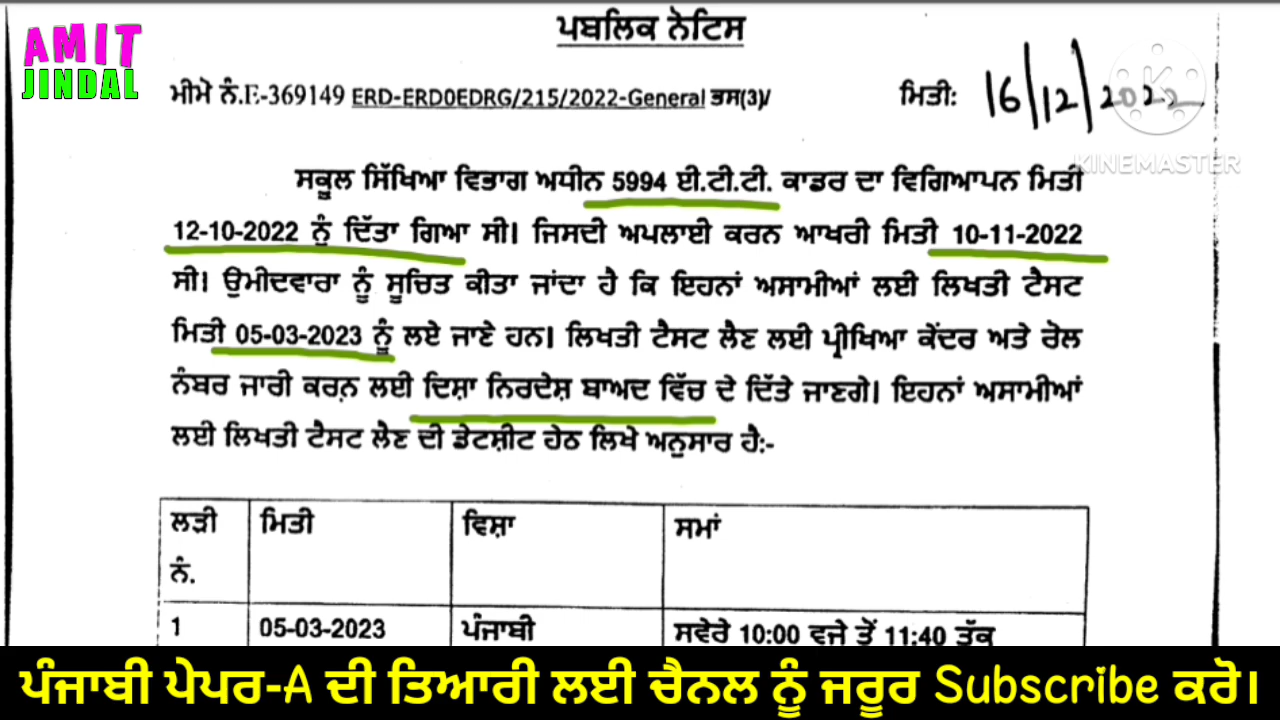 AMIT
JINDAL
ਪਬਲਿਕ ਨੋਟਿਸ
ਮੀਮੋ ਨੰ.E-369149 ERD-ERD0EDRG/215/2022-General ਭਸ(3)/ ਮਿਤੀ: 16/12/2022
KINEMASTER
ਸਕੂਲ ਸਿੱਖਿਆ ਵਿਭਾਗ ਅਧੀਨ 5994 ਈ.ਟੀ.ਟੀ. ਕਾਡਰ ਦਾ ਵਿਗਿਆਪਨ ਮਿਤੀ
12-10-2022 ਨੂੰ ਦਿੱਤਾ ਗਿਆ ਸੀ। ਜਿਸਦੀ ਅਪਲਾਈ ਕਰਨ ਆਖਰੀ ਮਿਤੀ 10-11-2022
ਸੀ। ਉਮੀਦਵਾਰਾ ਨੂੰ ਸੂਚਿਤ ਕੀਤਾ ਜਾਂਦਾ ਹੈ ਕਿ ਇਹਨਾਂ ਅਸਾਮੀਆਂ ਲਈ ਲਿਖਤੀ ਟੈਸਟ
ਮਿਤੀ 05-03-2023 ਨੂੰ ਲਏ ਜਾਣੇ ਹਨ। ਲਿਖਤੀ ਟੈਸਟ ਲੈਣ ਲਈ ਪ੍ਰੀਖਿਆ ਕੇਂਦਰ ਅਤੇ ਰੋਲ
ਨੰਬਰ ਜਾਰੀ ਕਰਨ ਲਈ ਦਿਸ਼ਾ ਨਿਰਦੇਸ਼ ਬਾਅਦ ਵਿੱਚ ਦੇ ਦਿੱਤੇ ਜਾਣਗੇ। ਇਹਨਾਂ ਅਸਾਮੀਆਂ
ਲਈ ਲਿਖਤੀ ਟੈਸਟ ਲੈਣ ਦੀ ਡੇਟਸ਼ੀਟ ਹੇਠ ਲਿਖੇ ਅਨੁਸਾਰ ਹੈ:-
ਲੜੀ ਨੰ. ਮਿਤੀ ਵਿਸ਼ਾ ਸਮਾਂ
1 05-03-2023 ਪੰਜਾਬੀ ਸਵੇਰੇ 10:00 ਵਜੇ ਤੋਂ 11:40 ਤੱਕ
ਪੰਜਾਬੀ ਪੇਪਰ-A ਦੀ ਤਿਆਰੀ ਲਈ ਚੈਨਲ ਨੂੰ ਜਰੂਰ Subscribe ਕਰੋ।